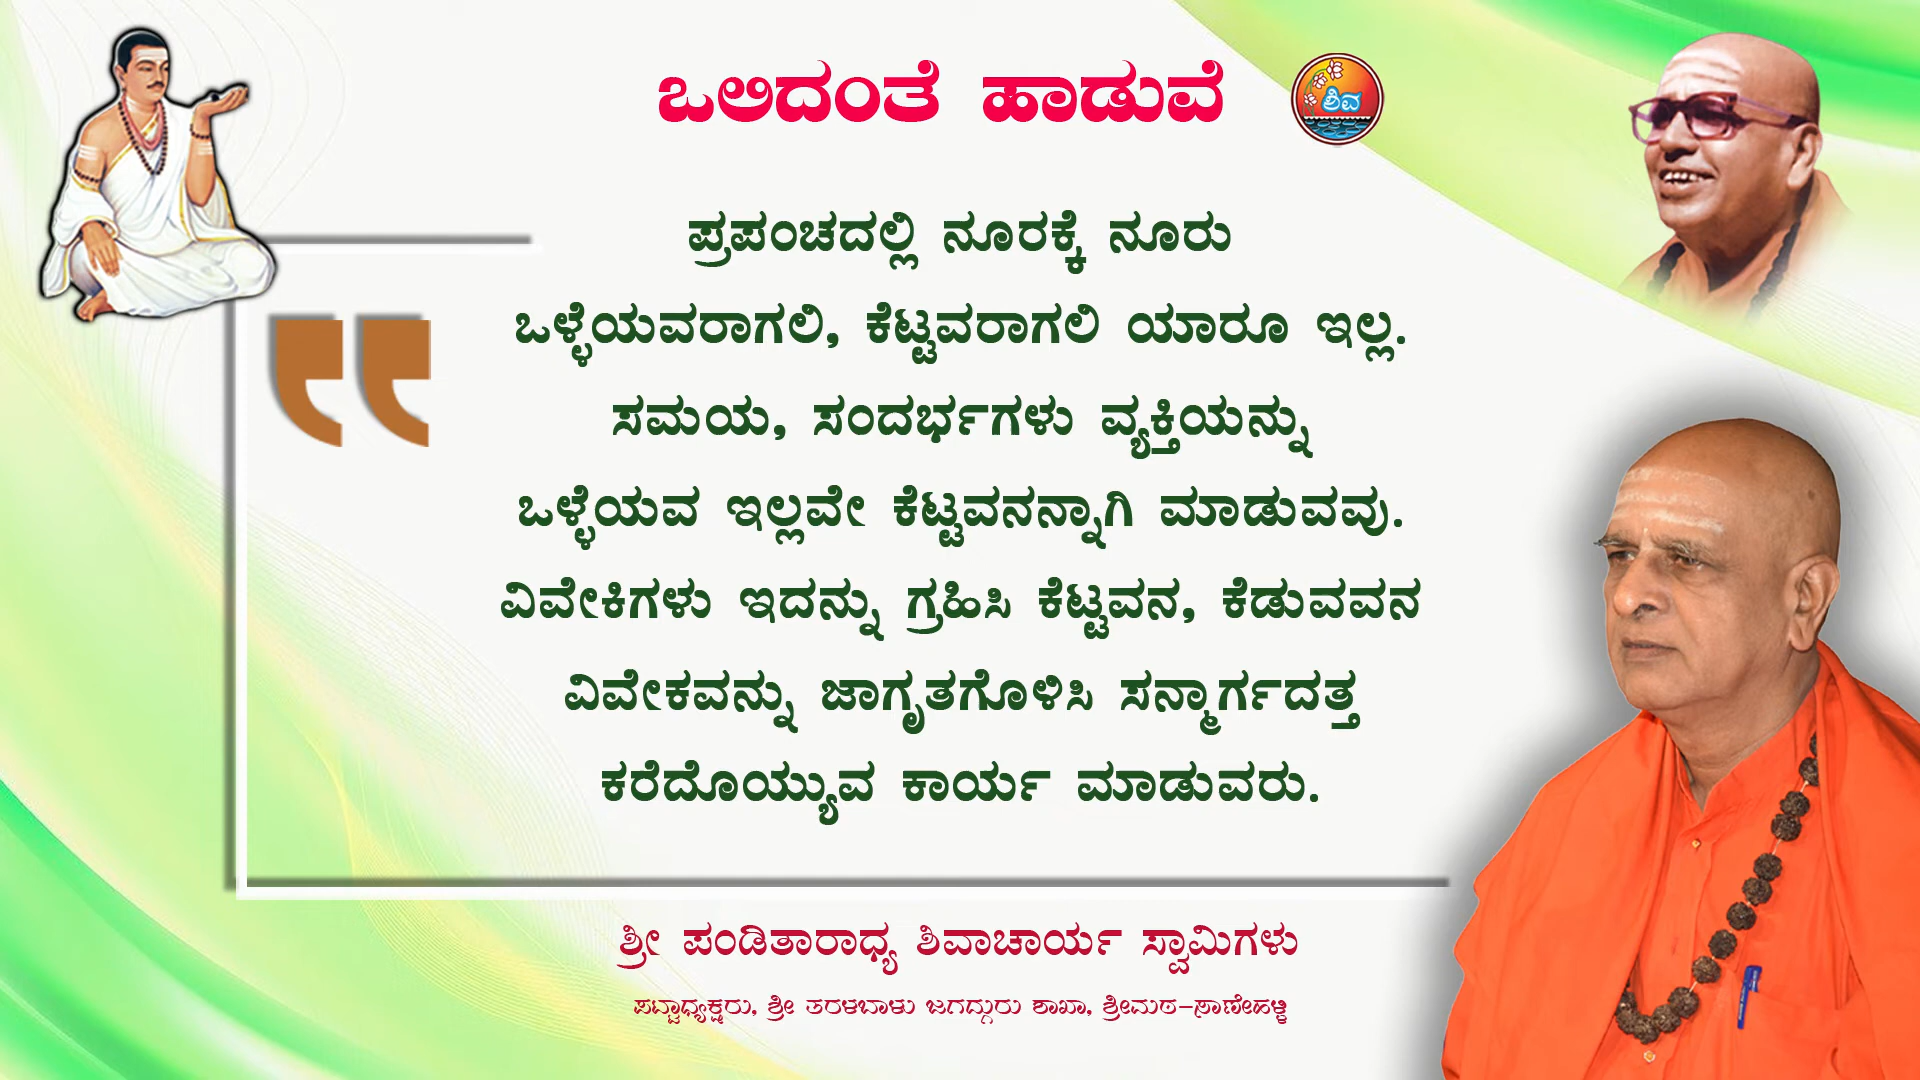 ಒಲಿದಂತೆ ಹಾಡುವೆ
ಶಿವ
ಪ್ರಪಂಚದಲ್ಲಿ ನೂರಕ್ಕೆ ನೂರು
ಒಳ್ಳೆಯವರಾಗಲಿ, ಕೆಟ್ಟವರಾಗಲಿ ಯಾರೂ ಇಲ್ಲ.
ಸಮಯ, ಸಂದರ್ಭಗಳು ವ್ಯಕ್ತಿಯನ್ನು
ಒಳ್ಳೆಯವ ಇಲ್ಲವೇ ಕೆಟ್ಟವನನ್ನಾಗಿ ಮಾಡುವವು.
ವಿವೇಕಿಗಳು ಇದನ್ನು ಗ್ರಹಿಸಿ ಕೆಟ್ಟವನ, ಕೆಡುವವನ
ವಿವೇಕವನ್ನು ಜಾಗೃತಗೊಳಿಸಿ ಸನ್ಮಾರ್ಗದತ್ತ
ಕರೆದೊಯ್ಯುವ ಕಾರ್ಯ ಮಾಡುವರು.
ಶ್ರೀ ಪಂಡಿತಾರಾಧ್ಯ ಶಿವಾಚಾರ್ಯ ಸ್ವಾಮಿಗಳು
ಪಟ್ಟಾಧ್ಯಕ್ಷರು, ಶ್ರೀ ತರಳಬಾಳು ಜಗದ್ಗುರು ಶಾಖಾ, ಶ್ರೀಮಠ-ಸಾಣೇಹಳ್ಳಿ